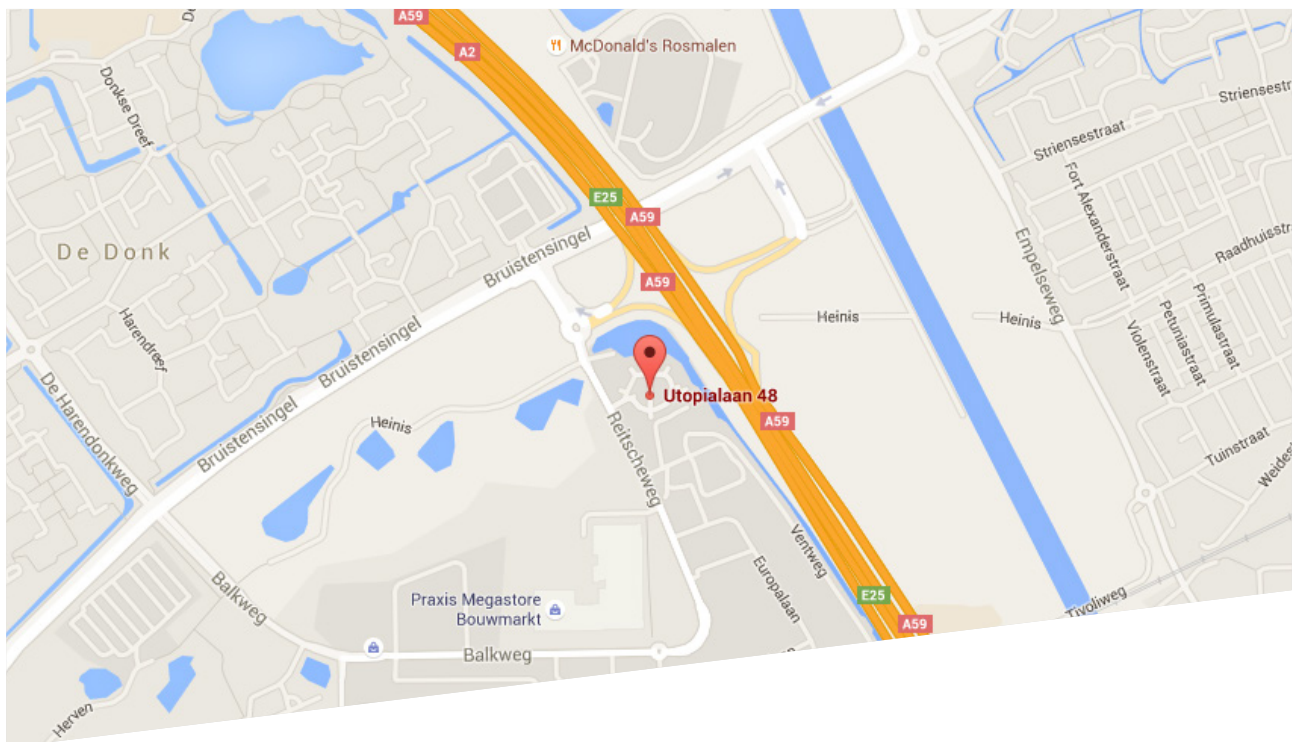 A59
A2
McDonald's Rosmalen
Donkse Dreef
Striensestr
Striensestraat
Fort Alexanderstraat
E25
A59
De Donk
Bruistensingel
Raadhuisstr
Empelseweg
A59
Primulastraat
Petuniastraat
Harendreef
Heinis
Heinis
Violenstraat
Bruistensingel
De Harendonkweg
Utopialaan 48
Bruistensingel
Heinis
Reitscheweg
A59
Tuinstraat
Weidest
Ventweg
Europalaan
Balkweg
Praxis Megastore
Bouwmarkt
E25
Tivoliweg
A59
Balkweg
Herven